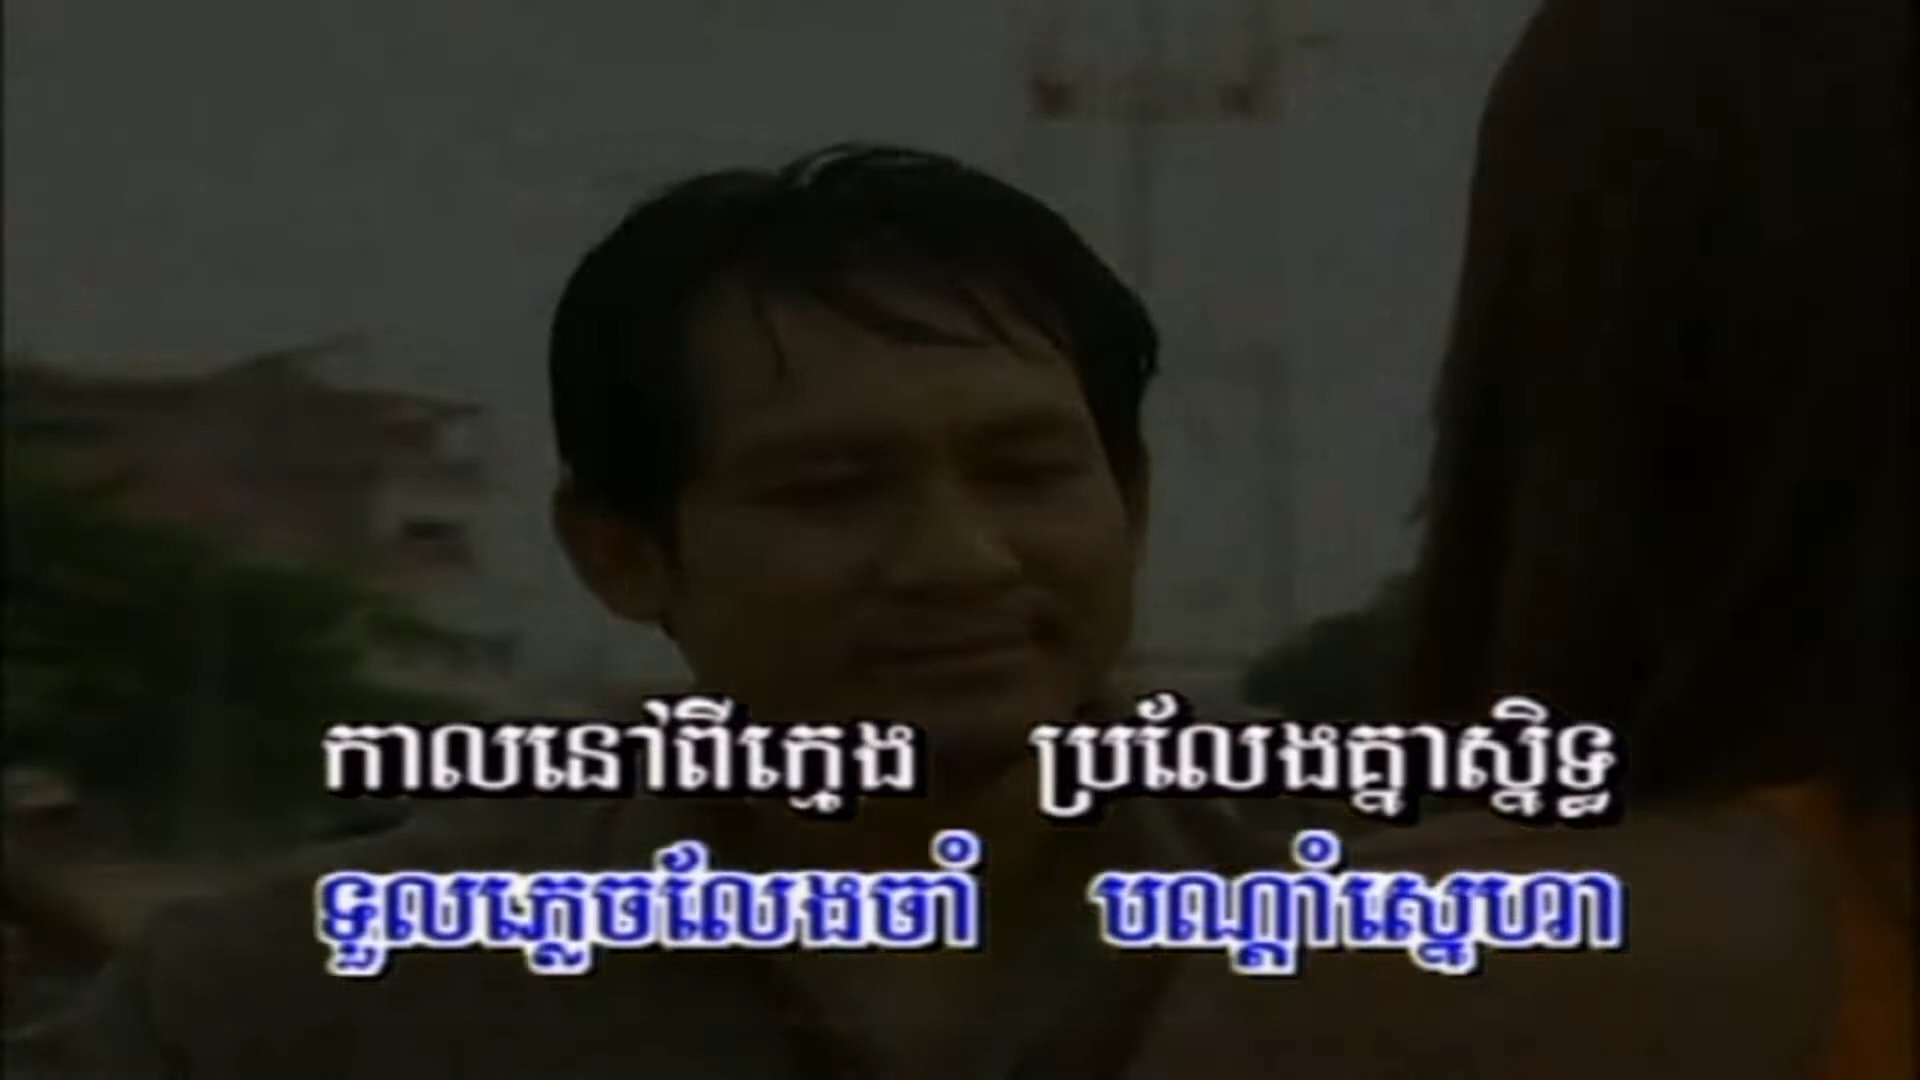 កាលនៅពីក្មេង ប្រលែងគ្នាស្និទ្ធ
ទួលភ្លេចលែងចាំ បណ្ដាំស្នេហា